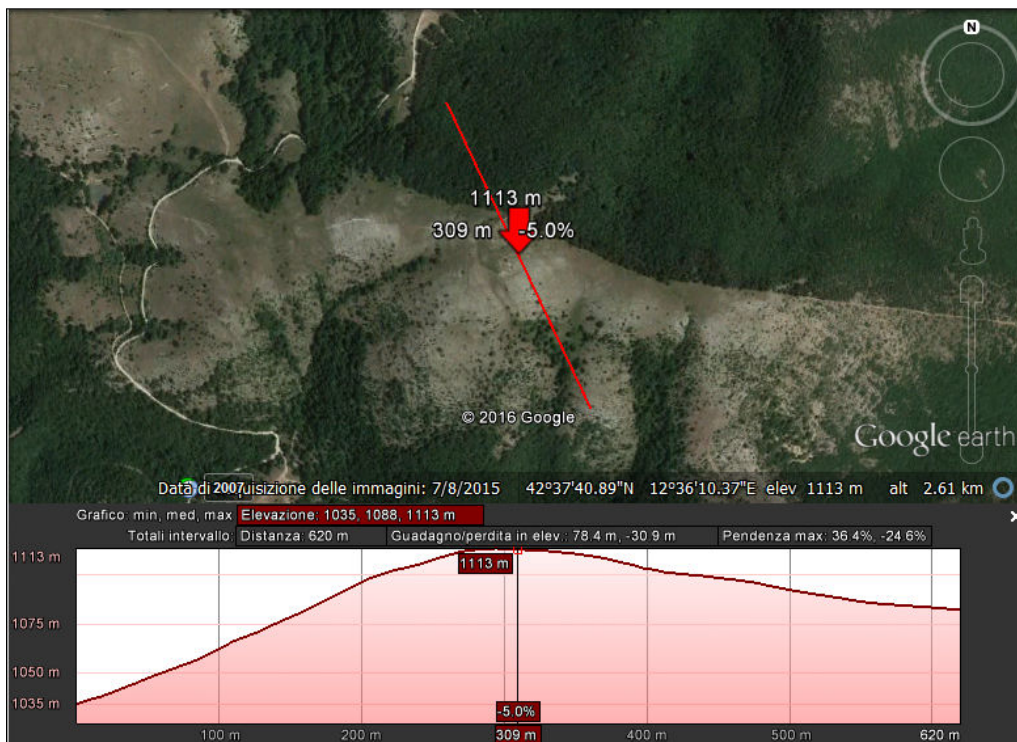 N
1113 m
309 m -5.0%
© 2016 Google
Google earth
2007
Data di acquisizione delle immagini: 7/8/2015 42°37'40.89"N 12°36'10.37"E elev 1113 m alt 2.61 km
Grafico: min, med, max Elevazione: 1035, 1088, 1113 m
Totali intervallo: Distanza: 620 m Guadagno/perdita in elev.: 78.4 m, -30.9 m Pendenza max: 36.4%, -24.6%
1113 m
1113 m
1075 m
1050 m
1035 m
-5.0%
100 m 200 m 309 m 400 m 500 m 620 m